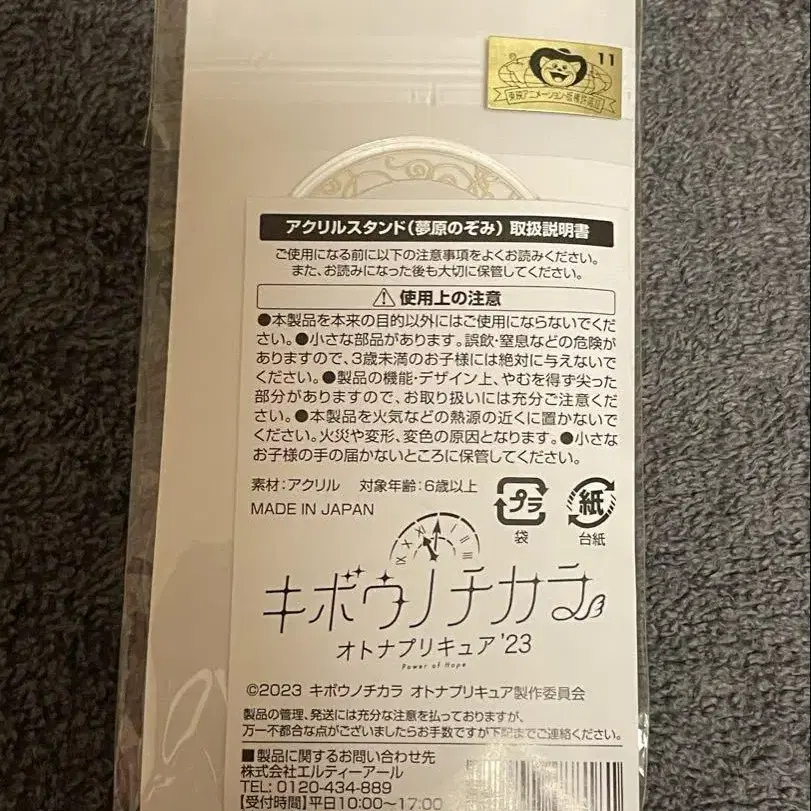 11
東映アニメーション・版権許諾証
アクリルスタンド(夢原のぞみ)取扱説明書
ご使用になる前に以下の注意事項をよくお読みください。
また、お読みになった後も大切に保管してください。
使用上の注意
●本製品を本来の目的以外にはご使用にならないでくだ
さい。●小さな部品があります。誤飲・窒息などの危険が
ありますので、3歳未満のお子様には絶対に与えないで
ください。●製品の機能・デザイン上、やむを得ず尖った
部分がありますので、お取り扱いには充分ご注意くだ
さい。●本製品を火気などの熱源の近くに置かないで
ください。火災や変形、変色の原因となります。●小さな
お子様の手の届かないところに保管してください。
素材:アクリル 対象年齢:6歳以上
MADE IN JAPAN
プラ
袋
紙
台紙
キボウノチカラ
オトナプリキュア'23
Power of Hope
©2023 キボウノチカラ オトナプリキュア製作委員会
製品の管理、発送には充分な注意を払っておりますが、
万一不都合な点がございましたらお手数ですが下記までご連絡ください。
■製品に関するお問い合わせ先
株式会社エルティーアール
TEL: 0120-434-889
【受付時間】平日10:00~17:00